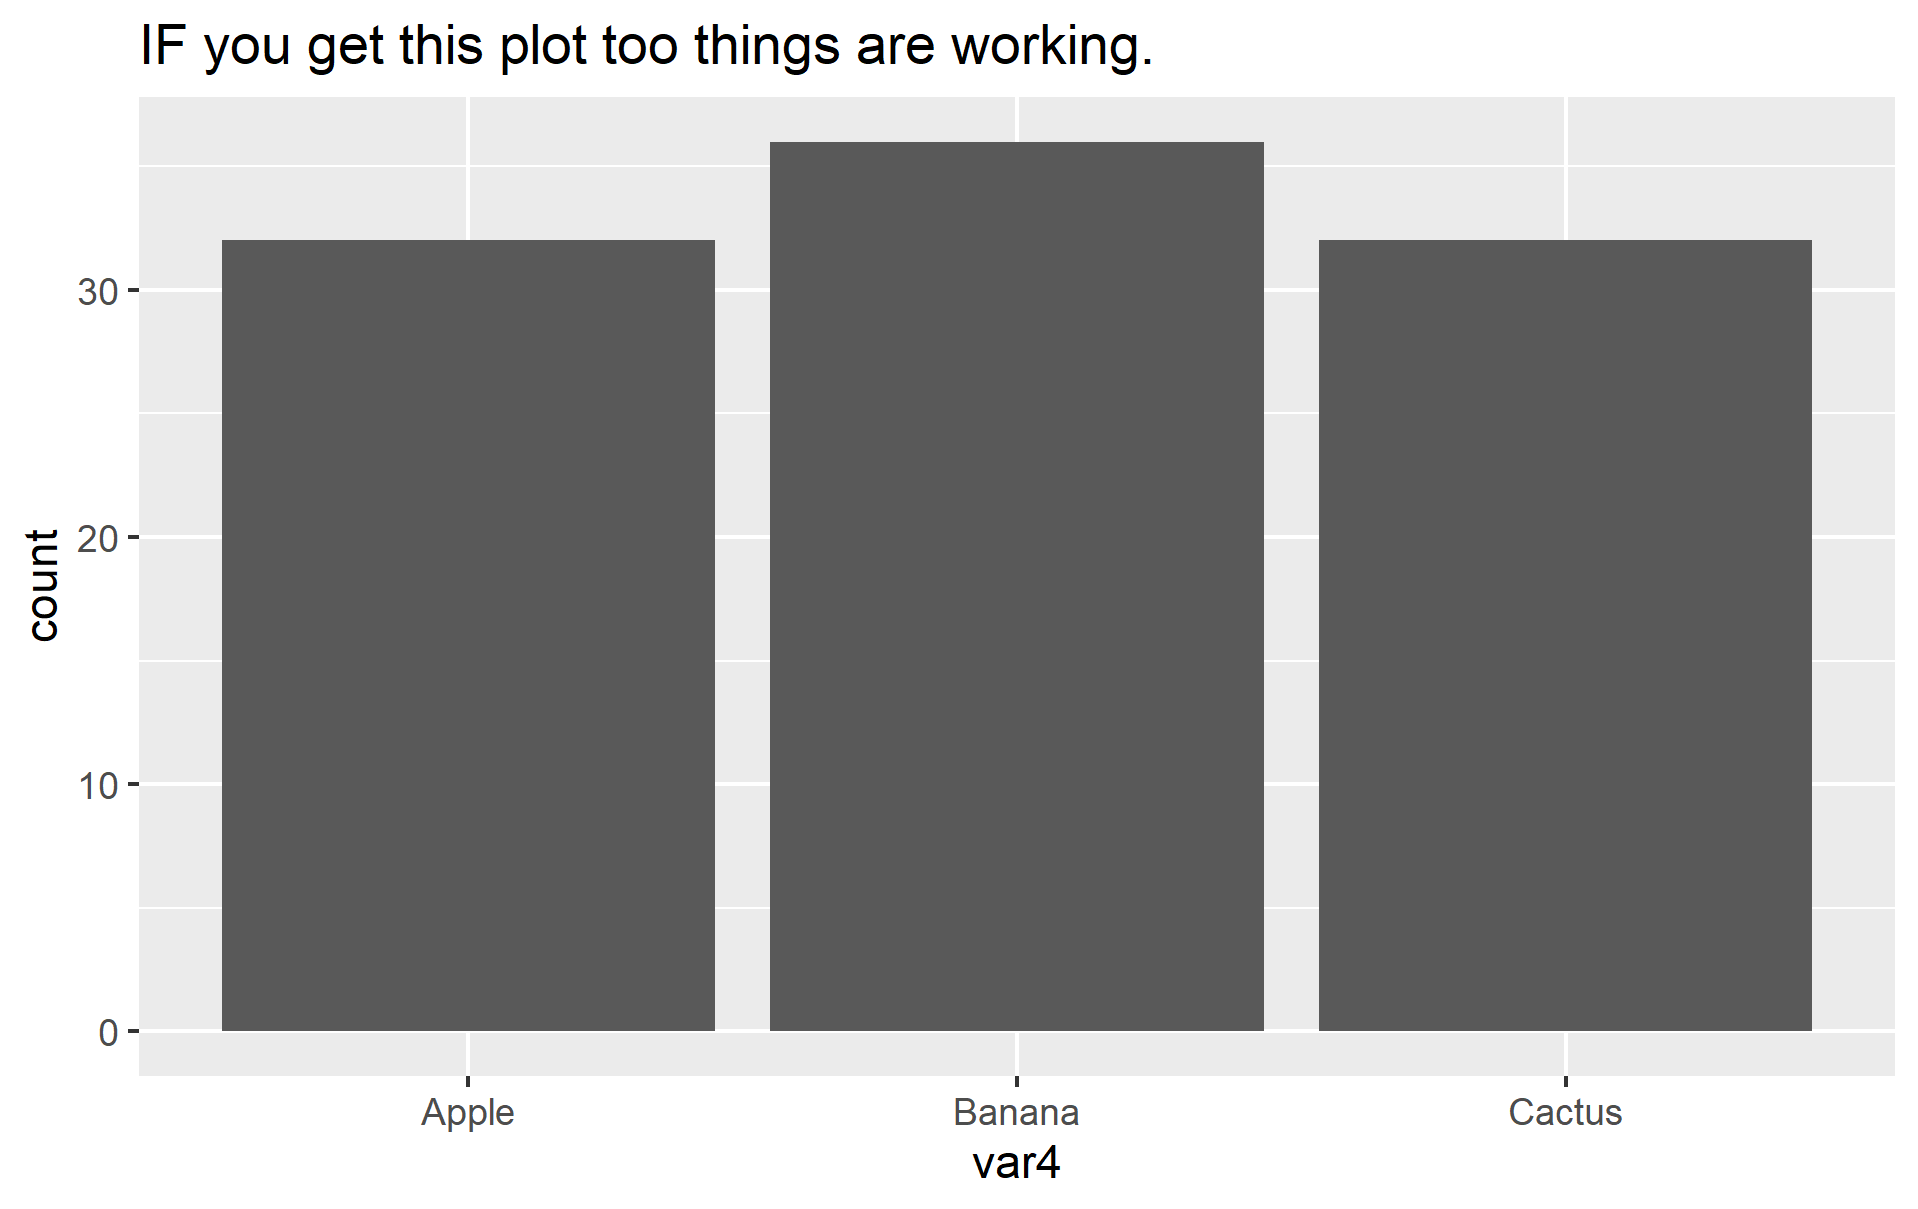 IF you get this plot too things are working.
count
30
20
10
0
Apple
Banana
Cactus
var4